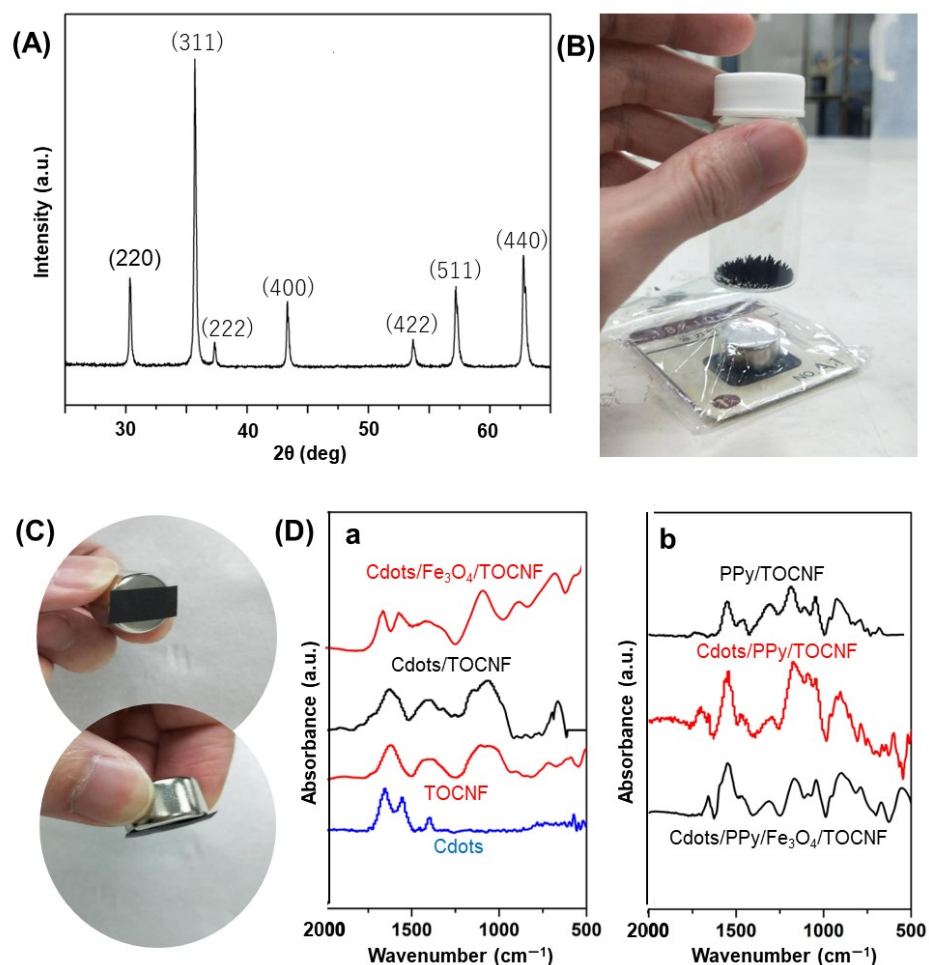 (A)
(311)
(220)
(222)
(400)
(422)
(511)
(440)
Intensity (a.u.)
30
40
50
60
2θ (deg)
(B)
NO. A.1
(C)
(D)
a
Cdots/Fe₃O₄/TOCNF
Cdots/TOCNF
TOCNF
Cdots
Absorbance (a.u.)
2000
1500
1000
500
Wavenumber (cm⁻¹)
b
PPy/TOCNF
Cdots/PPy/TOCNF
Cdots/PPy/Fe₃O₄/TOCNF
Absorbance (a.u.)
2000
1500
1000
500
Wavenumber (cm⁻¹)